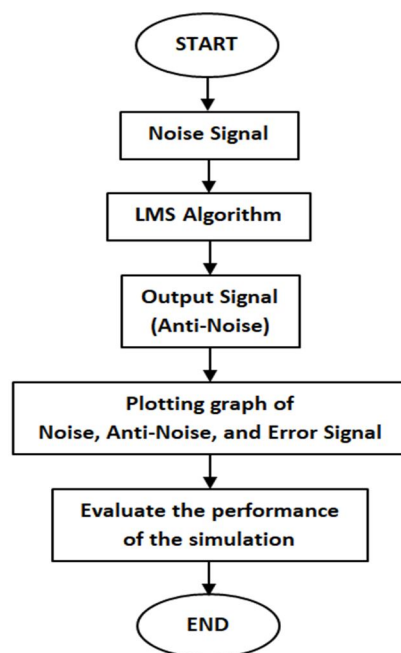 START
Noise Signal
LMS Algorithm
Output Signal
(Anti-Noise)
Plotting graph of
Noise, Anti-Noise, and Error Signal
Evaluate the performance
of the simulation
END